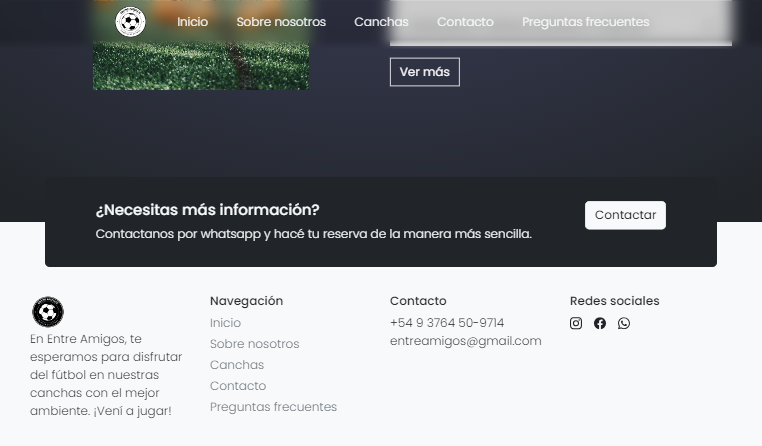 Inicio
Sobre nosotros
Canchas
Contacto
Preguntas frecuentes
Ver más
¿Necesitas más información?
Contactanos por whatsapp y hacé tu reserva de la manera más sencilla.
Contactar
En Entre Amigos, te
esperamos para disfrutar
del fútbol en nuestras
canchas con el mejor
ambiente. ¡Vení a jugar!
Navegación
Inicio
Sobre nosotros
Canchas
Contacto
Preguntas frecuentes
Contacto
+54 9 3764 50-9714
entreamigos@gmail.com
Redes sociales